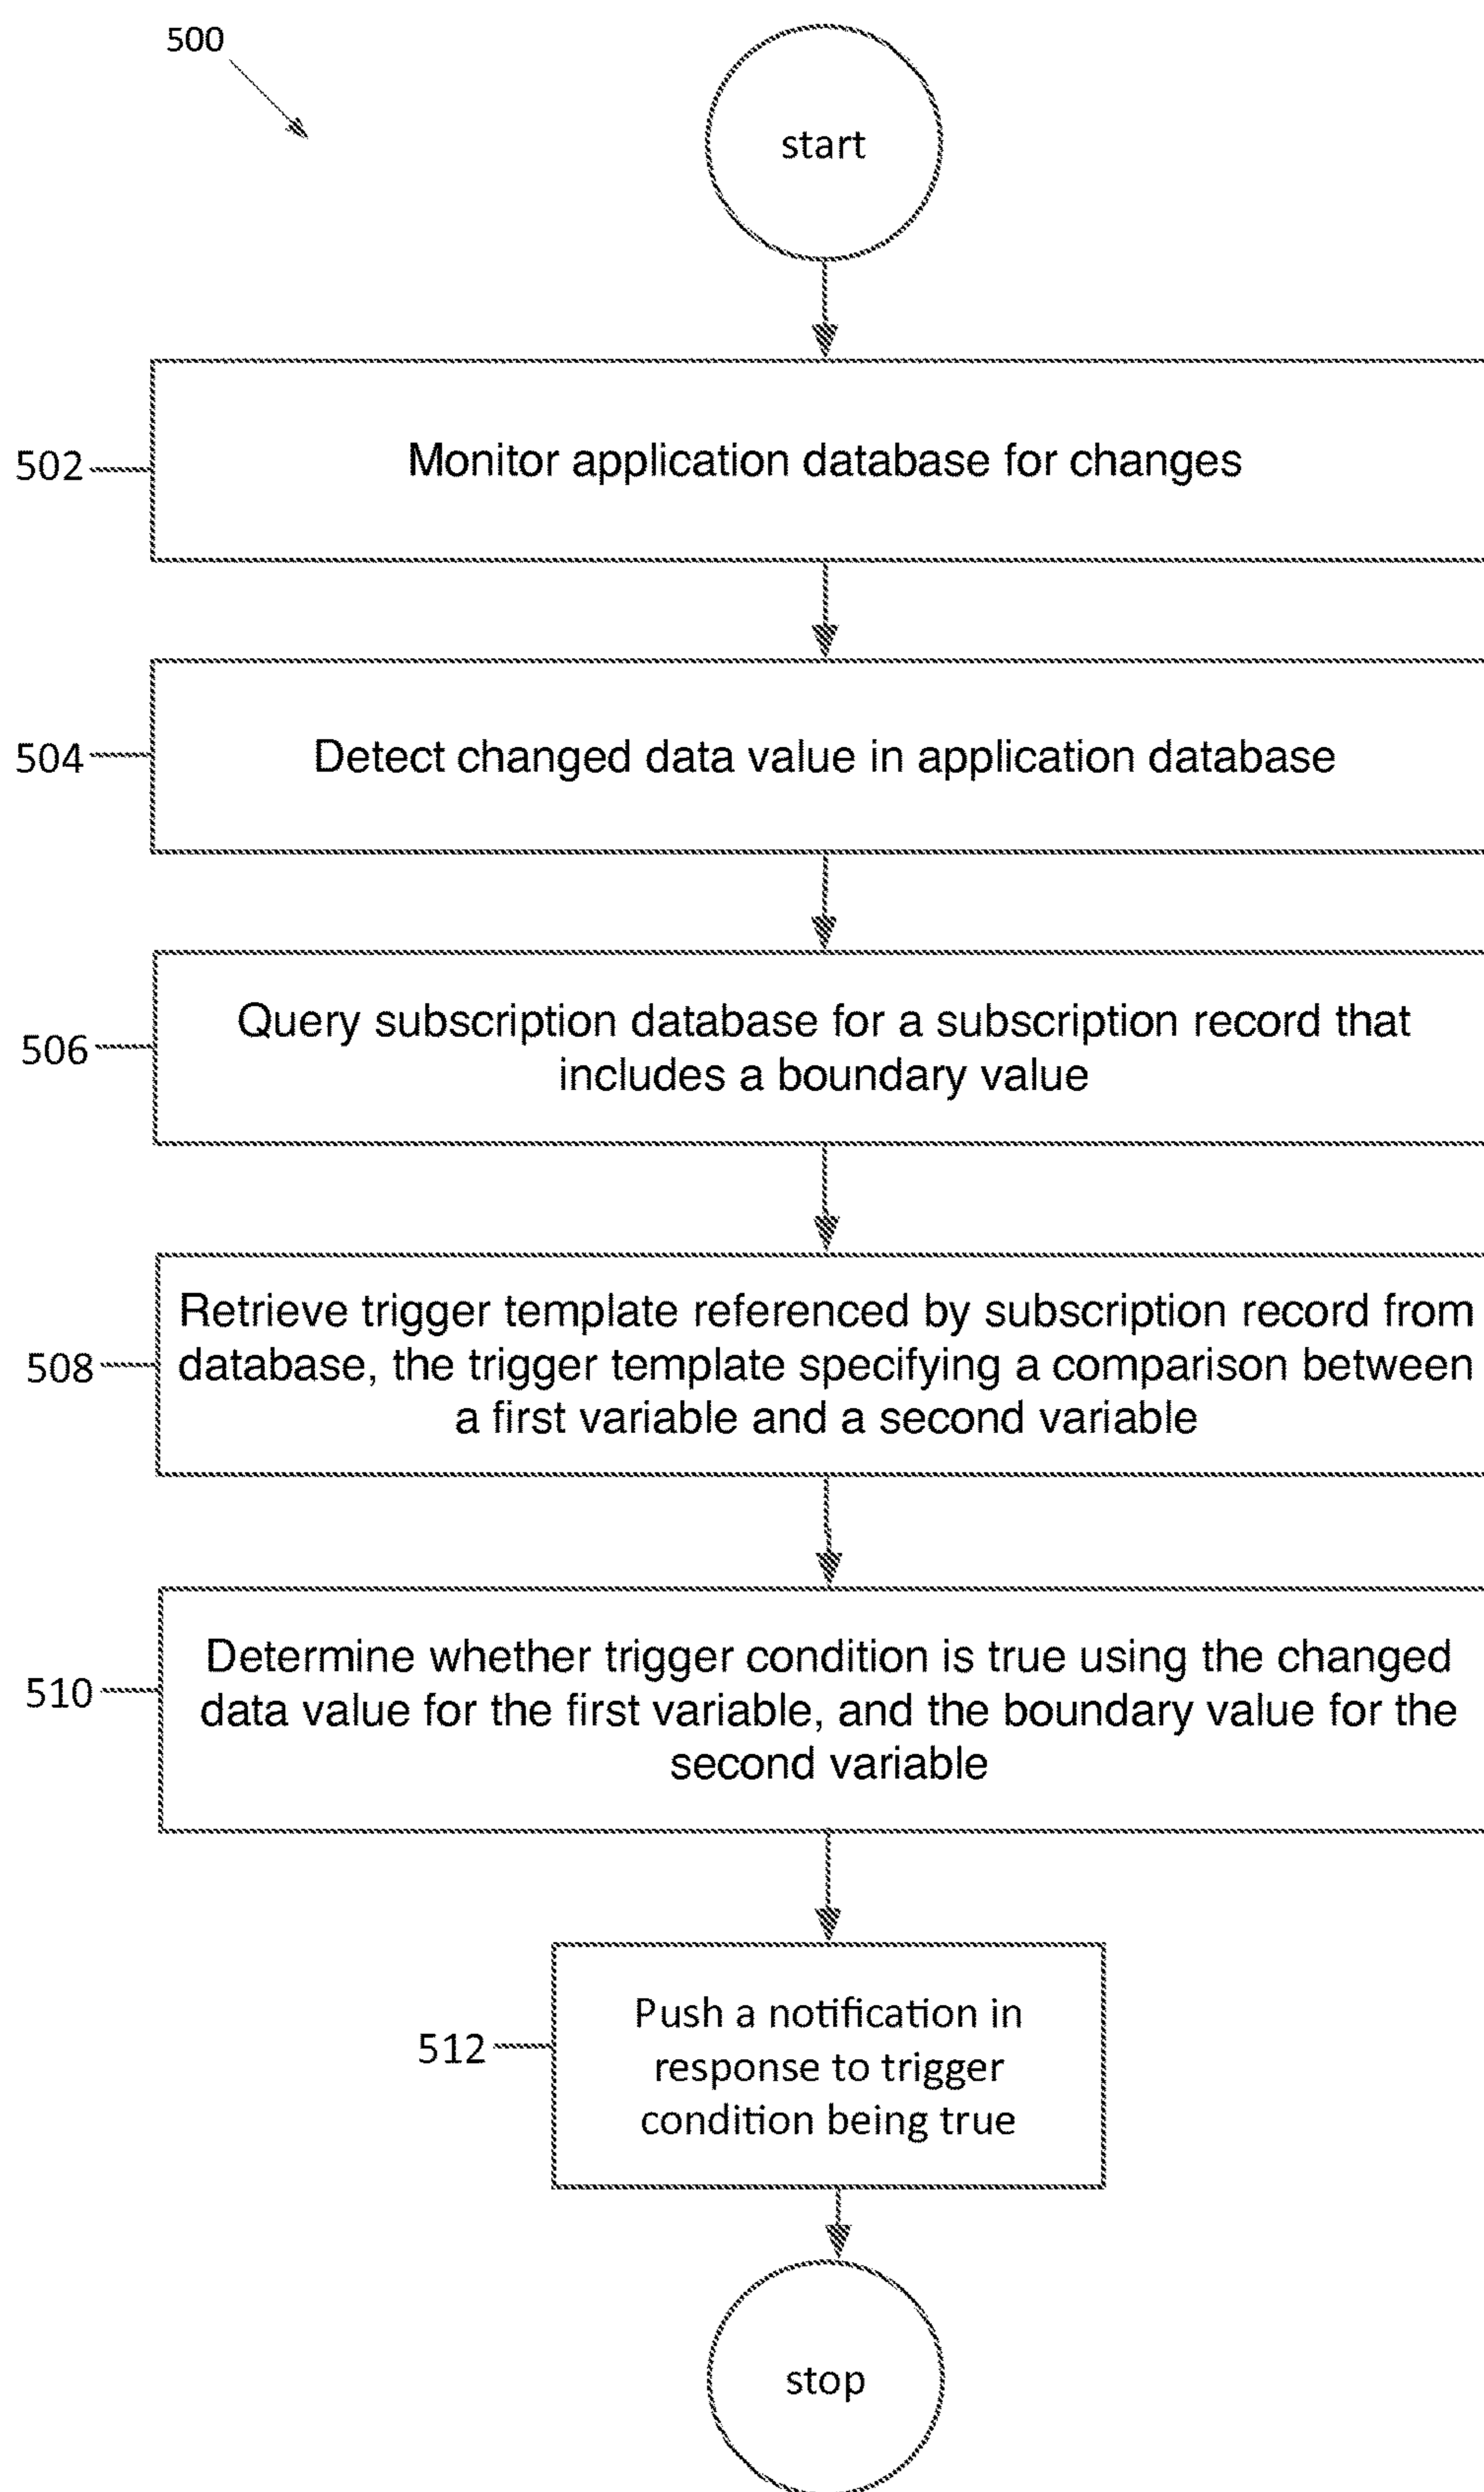 500
start
502
Monitor application database for changes
504
Detect changed data value in application database
506
Query subscription database for a subscription record that
includes a boundary value
508
Retrieve trigger template referenced by subscription record from
database, the trigger template specifying a comparison between
a first variable and a second variable
510
Determine whether trigger condition is true using the changed
data value for the first variable, and the boundary value for the
second variable
512
Push a notification in
response to trigger
condition being true
stop